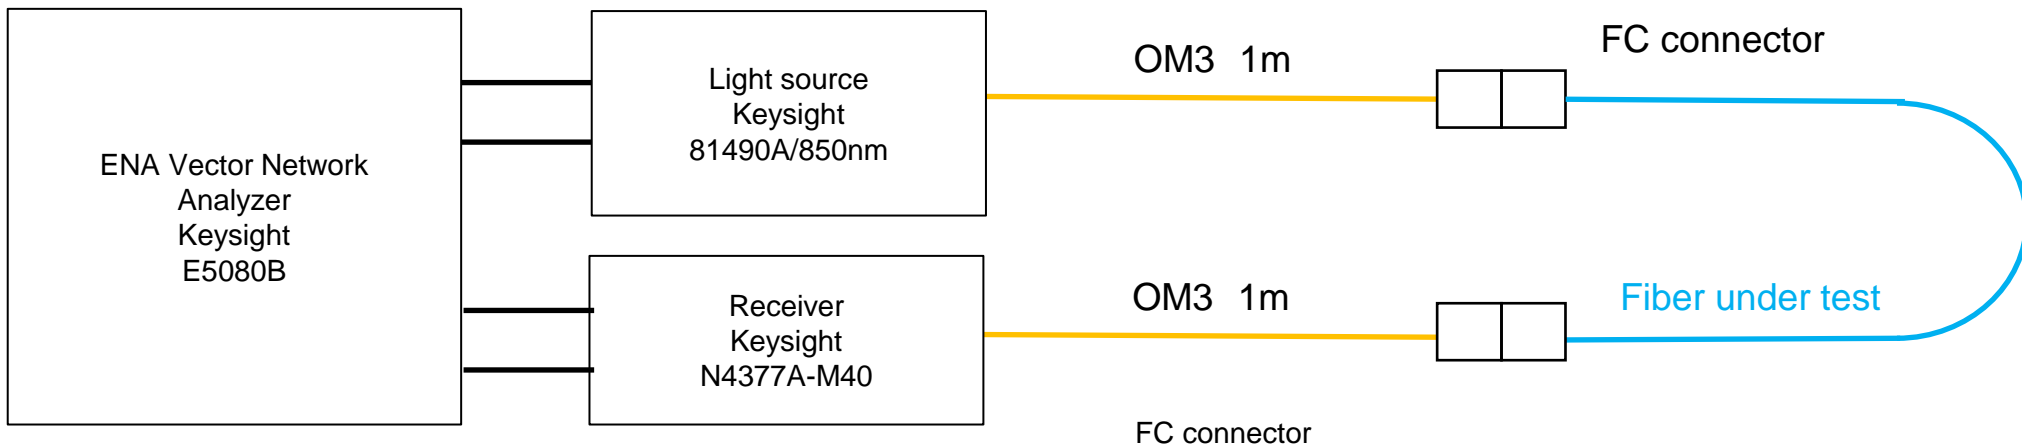 ENA Vector Network
Analyzer
Keysight
E5080B
Light source
Keysight
81490A/850nm
OM3 1m
FC connector
Receiver
Keysight
N4377A-M40
OM3 1m
Fiber under test
FC connector